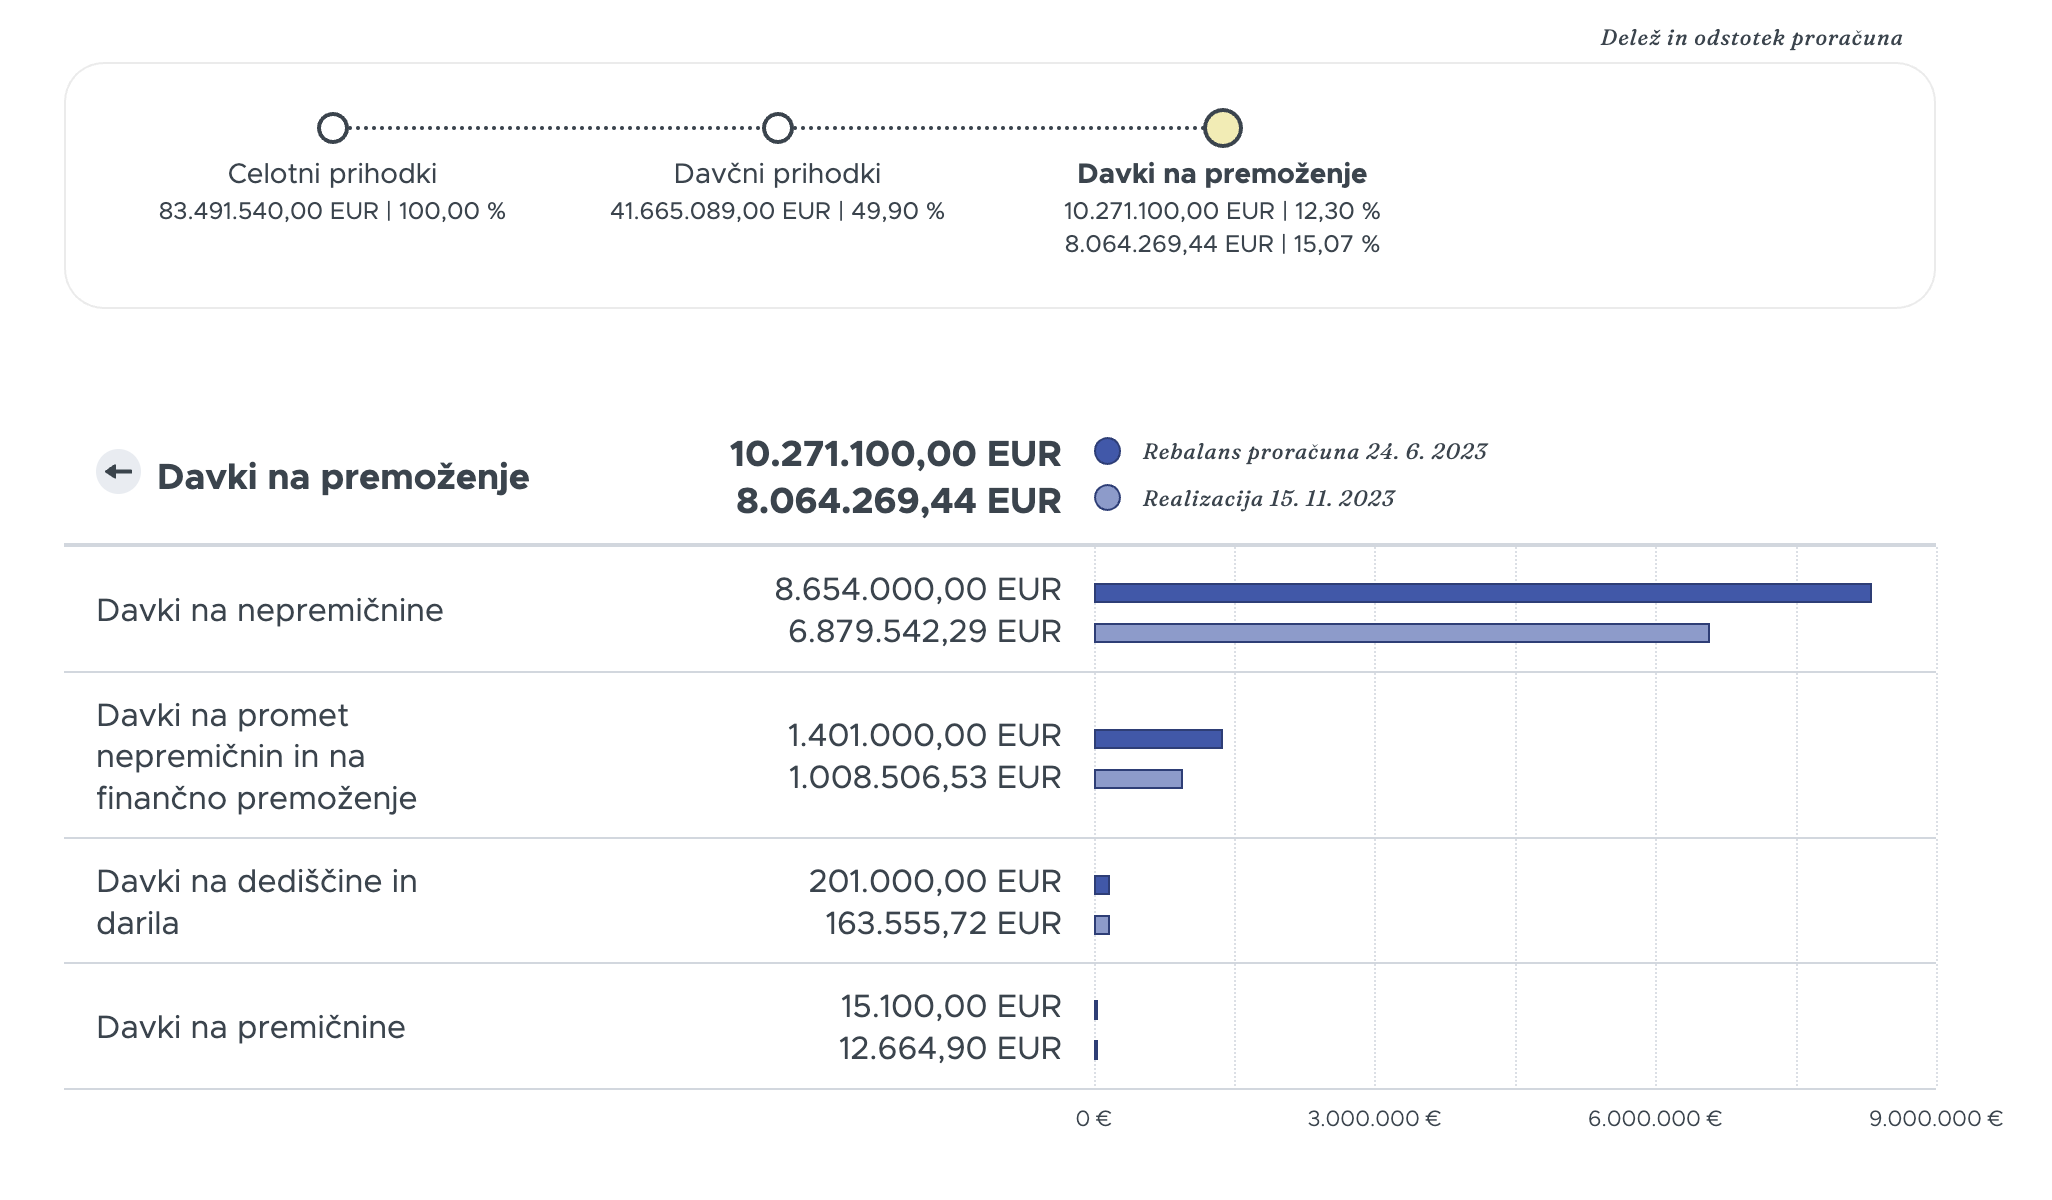 Delež in odstotek proračuna
Celotni prihodki
83.491.540,00 EUR | 100,00 %
Davčni prihodki
41.665.089,00 EUR | 49,90 %
Davki na premoženje
10.271.100,00 EUR | 12,30 %
8.064.269,44 EUR | 15,07 %
Davki na premoženje
10.271.100,00 EUR
8.064.269,44 EUR
Rebalans proračuna 24. 6. 2023
Realizacija 15. 11. 2023
Davki na nepremičnine
8.654.000,00 EUR
6.879.542,29 EUR
Davki na promet
nepremičnin in na
finančno premoženje
1.401.000,00 EUR
1.008.506,53 EUR
Davki na dediščine in
darila
201.000,00 EUR
163.555,72 EUR
Davki na premičnine
15.100,00 EUR
12.664,90 EUR
0 €
3.000.000 €
6.000.000 €
9.000.000 €